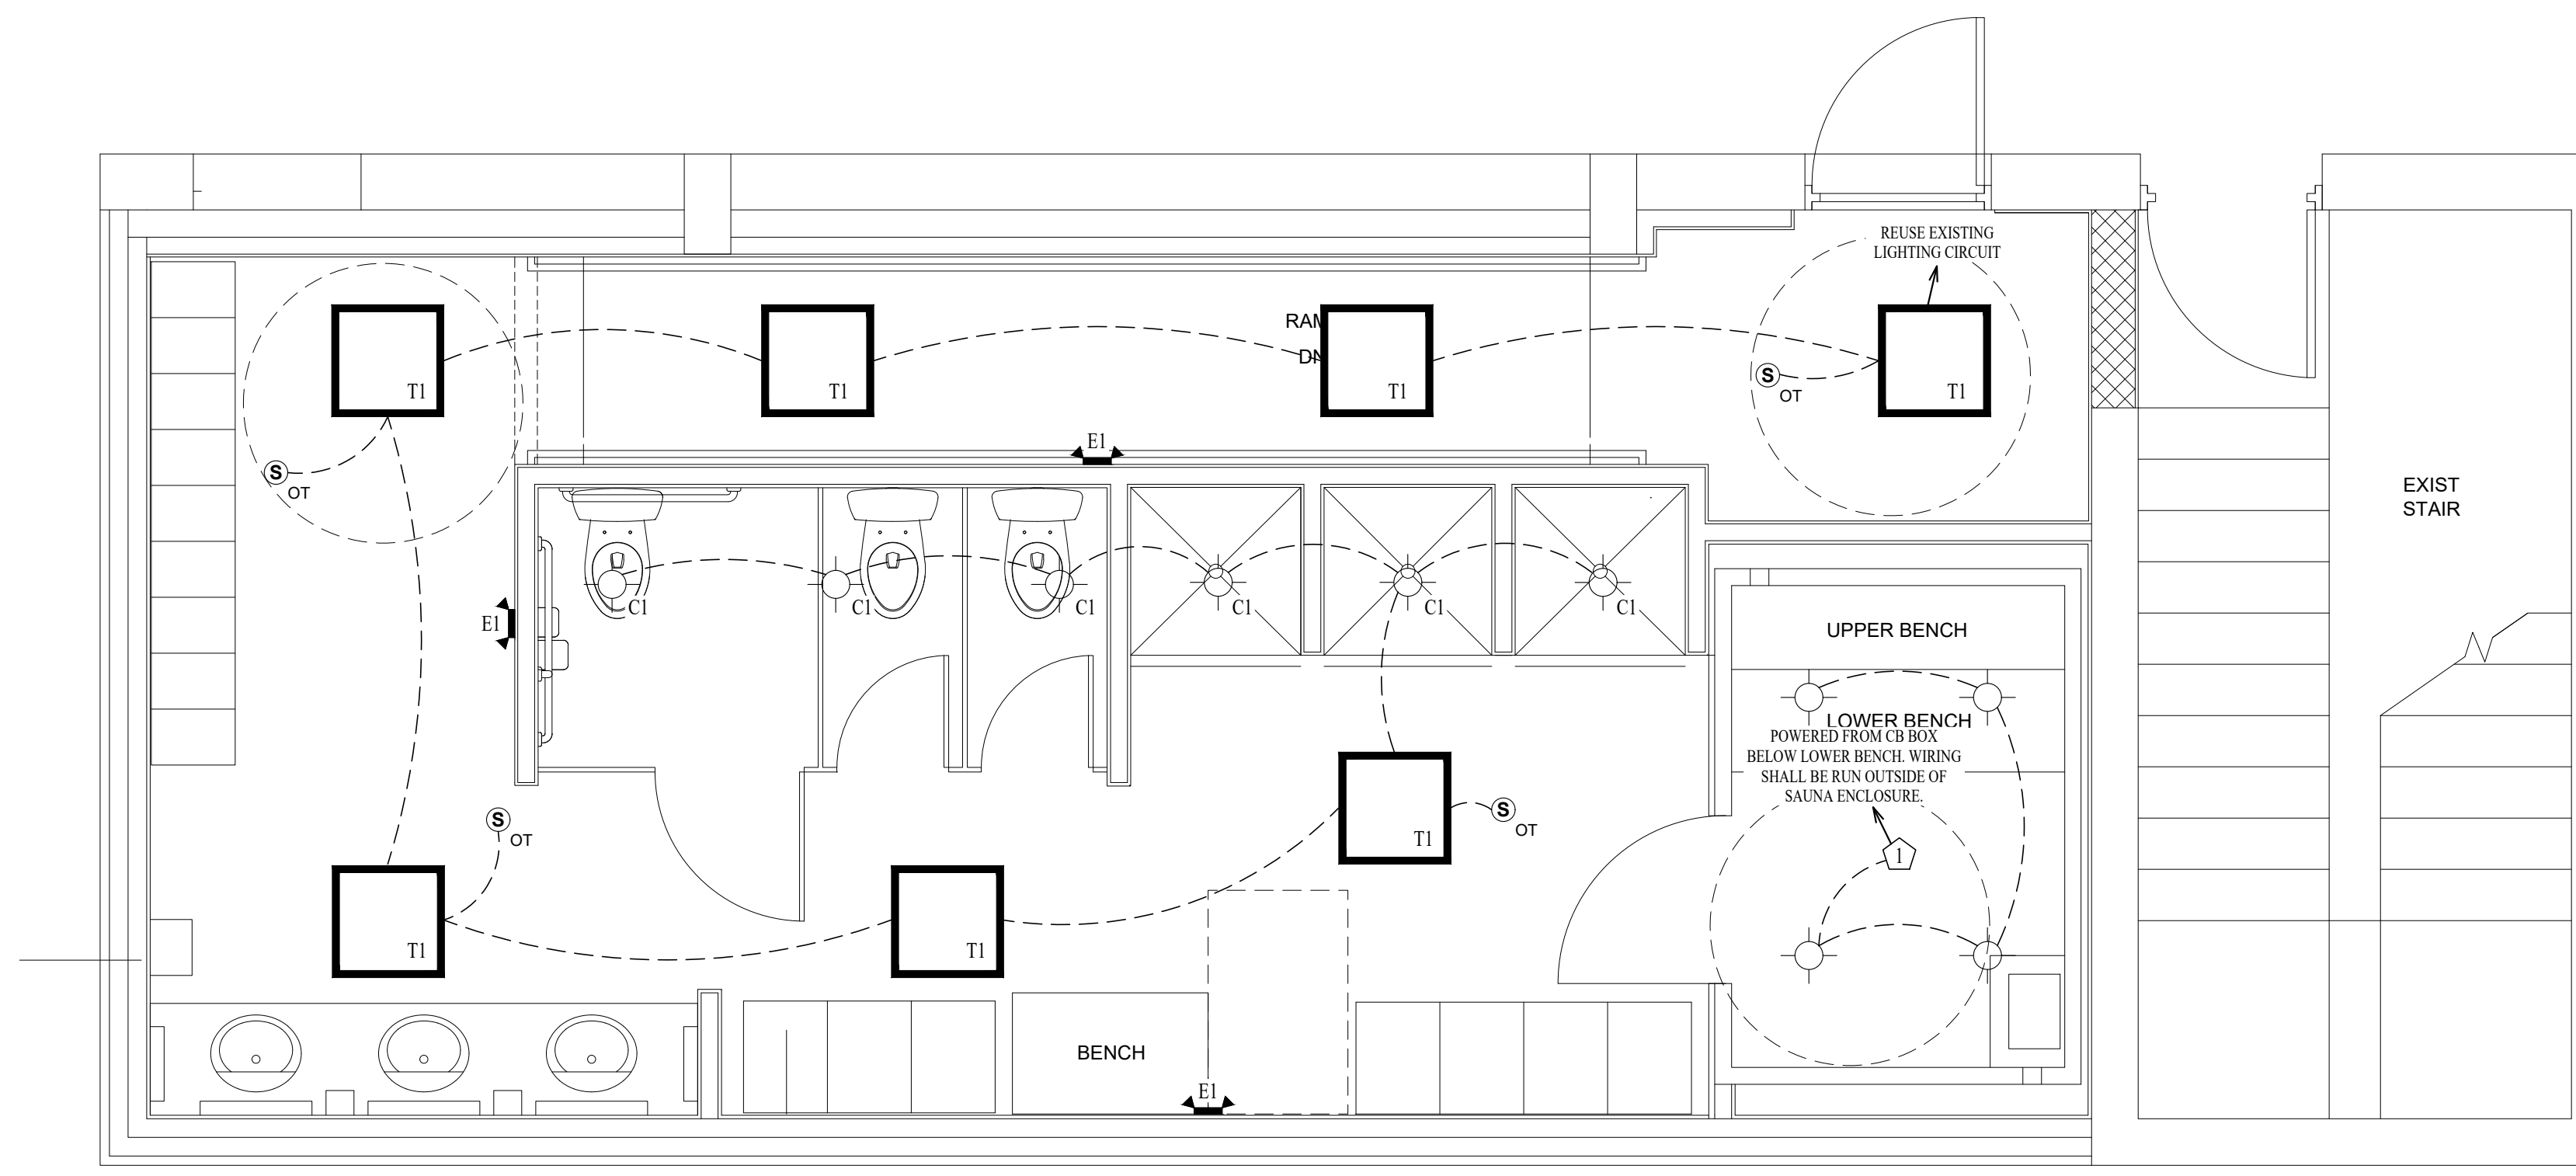 REUSE EXISTING
LIGHTING CIRCUIT
RAM
DN
T1
T1
T1
T1
S
OT
E1
S
OT
EXIST
STAIR
C1
C1
C1
C1
C1
C1
E1
UPPER BENCH
LOWER BENCH
POWERED FROM CB BOX
BELOW LOWER BENCH. WIRING
SHALL BE RUN OUTSIDE OF
SAUNA ENCLOSURE.
S
OT
S
OT
T1
1
T1
T1
BENCH
E1